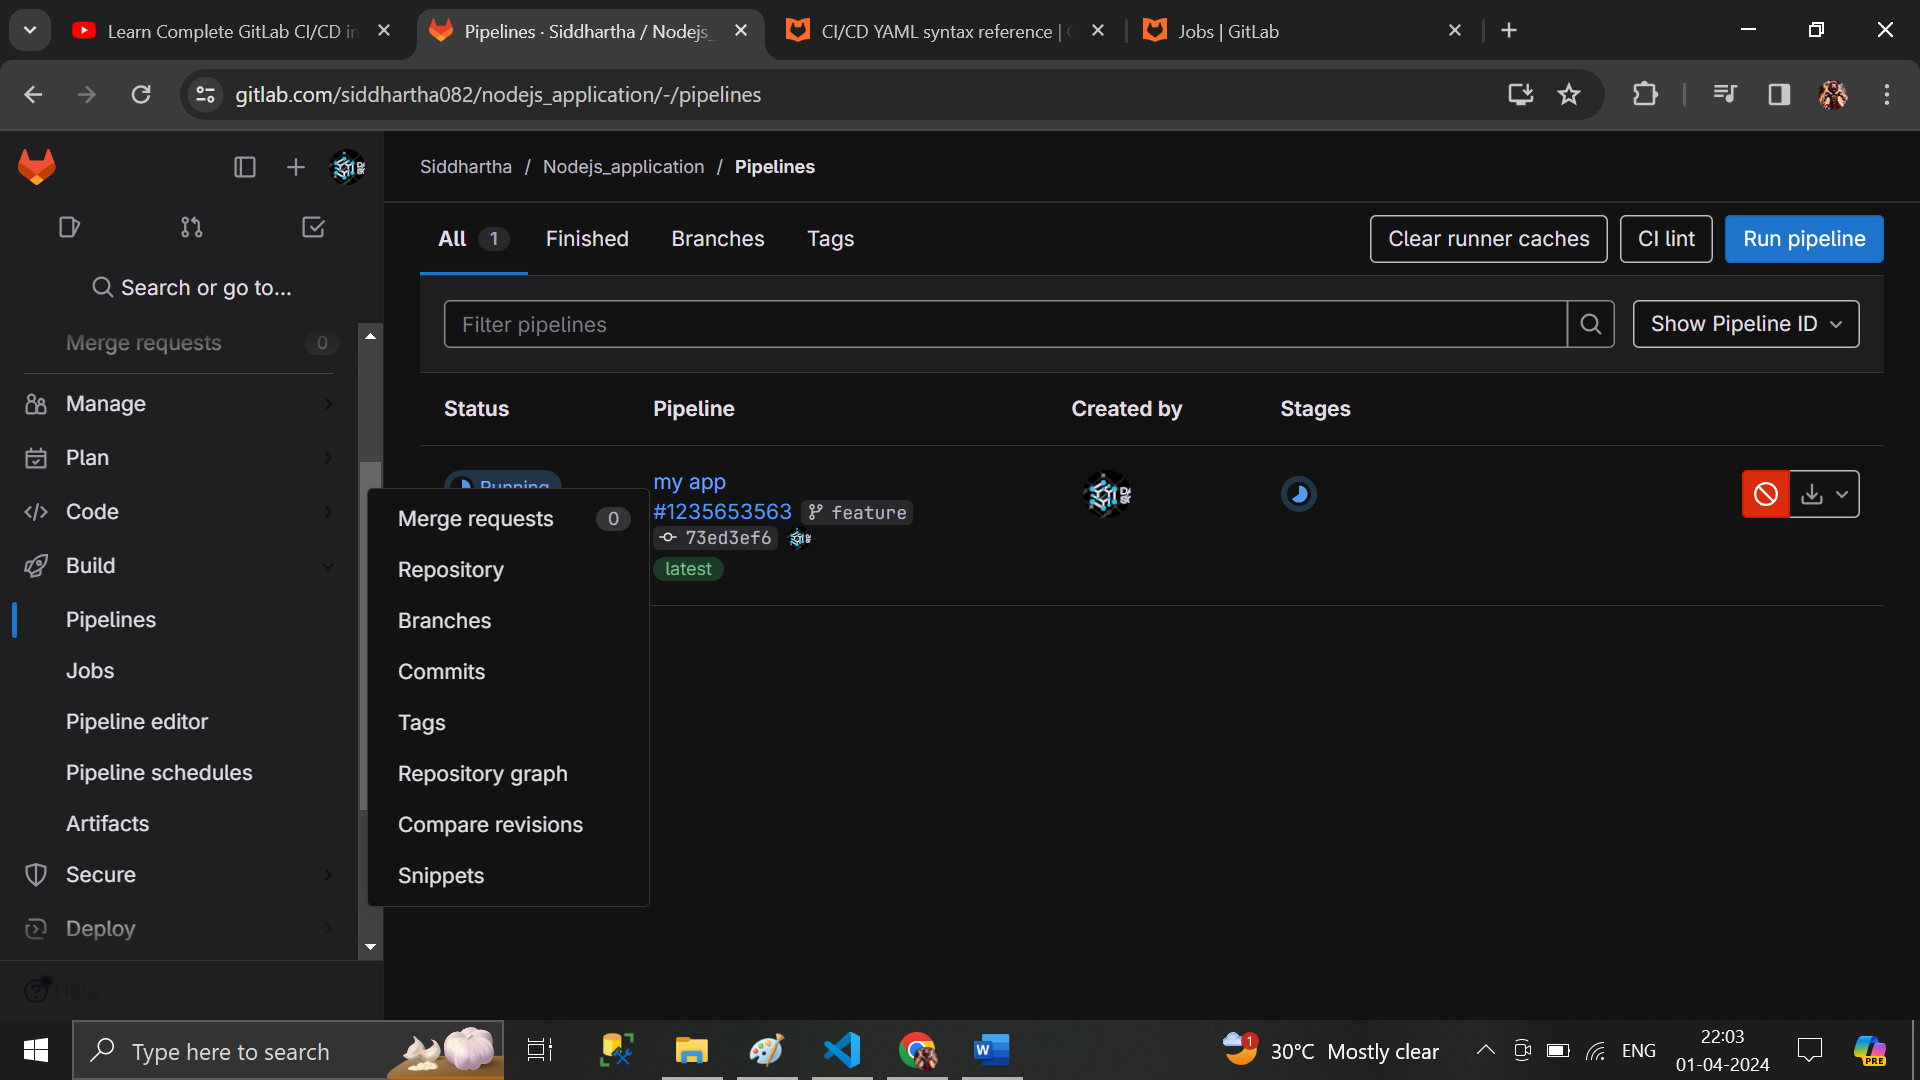 Learn Complete GitLab CI/CD in
Pipelines · Siddhartha / Nodejs_
CI/CD YAML syntax reference |
Jobs | GitLab
gitlab.com/siddhartha082/nodejs_application/-/pipelines
Siddhartha / Nodejs_application / Pipelines
All 1
Finished
Branches
Tags
Clear runner caches
CI lint
Run pipeline
Search or go to...
Filter pipelines
Show Pipeline ID
Merge requests 0
Manage
Plan
Code
Build
Pipelines
Jobs
Pipeline editor
Pipeline schedules
Artifacts
Secure
Deploy
Help
Status
Pipeline
Created by
Stages
Running
my app
#1235653563 feature
73ed3ef6
latest
Merge requests 0
Repository
Branches
Commits
Tags
Repository graph
Compare revisions
Snippets
Type here to search
1
30°C Mostly clear
ENG
22:03
01-04-2024
PRE